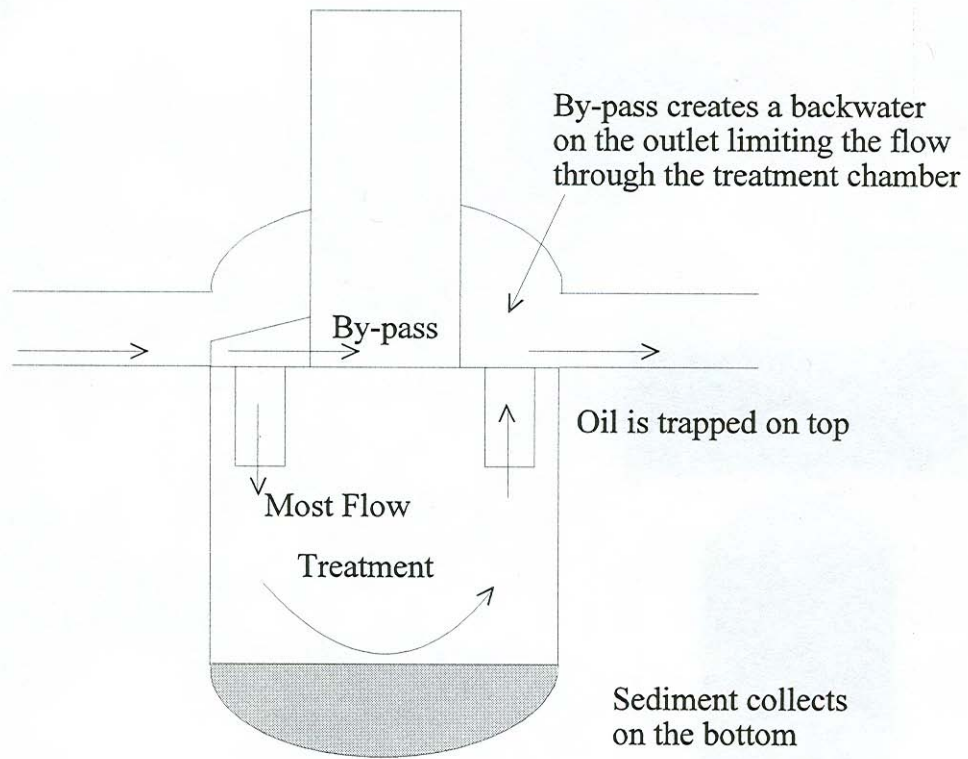 By-pass creates a backwater
on the outlet limiting the flow
through the treatment chamber
By-pass
Oil is trapped on top
Most Flow
Treatment
Sediment collects
on the bottom